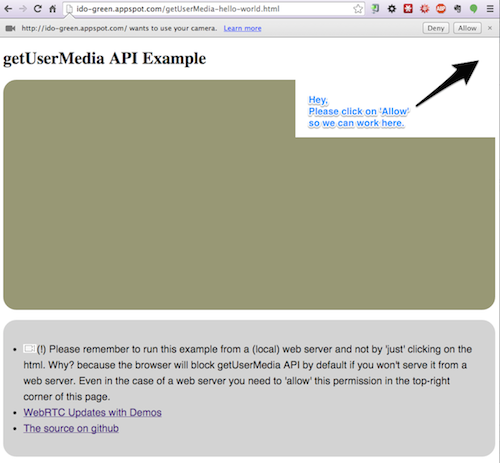 ido-green.appspot.com/getUserMedia-hello-world.html
http://ido-green.appspot.com/ wants to use your camera. Learn more Deny Allow
getUserMedia API Example
Hey,
Please click on 'Allow'
so we can work here.
(!) Please remember to run this example from a (local) web server and not by 'just' clicking on the
html. Why? because the browser will block getUserMedia API by default if you won't serve it from a
web server. Even in the case of a web server you need to 'allow' this permission in the top-right
corner of this page.
WebRTC Updates with Demos
The source on github